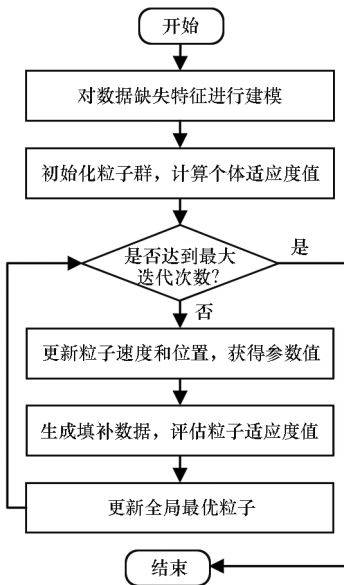 开始
对数据缺失特征进行建模
初始化粒子群，计算个体适应度值
是否达到最大
迭代次数？
是
否
更新粒子速度和位置，获得参数值
生成填补数据，评估粒子适应度值
更新全局最优粒子
结束